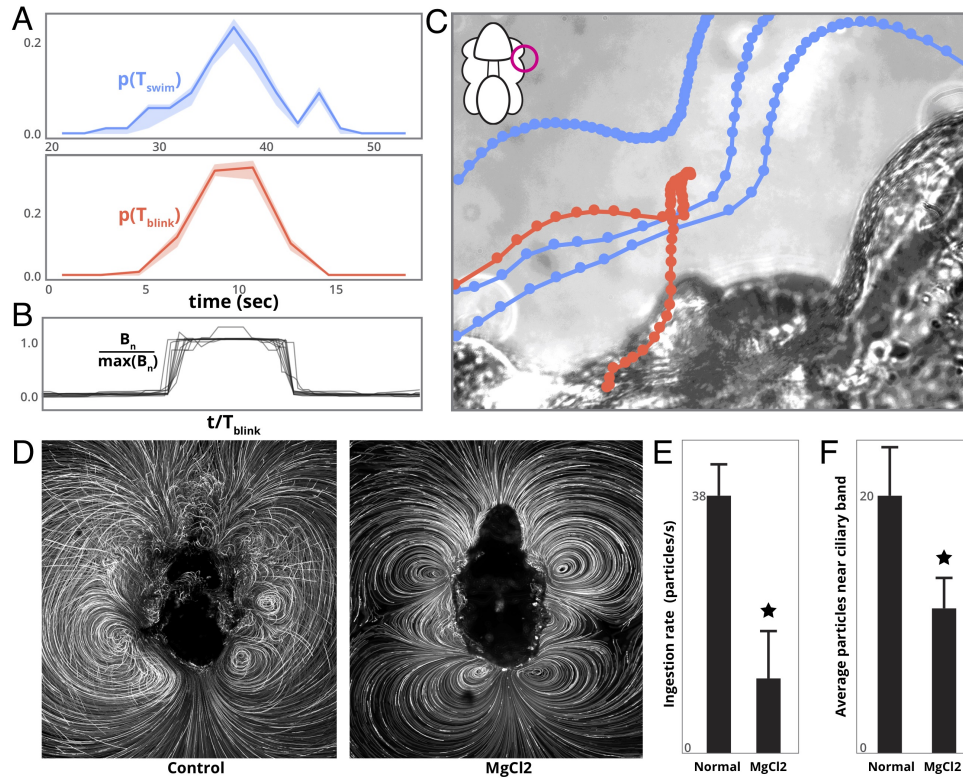 A
0.2
p(T_swim)
0.0
20
30
40
50
p(T_blink)
0.2
0.0
0
5
10
15
time (sec)
B
B_n
max(B_n)
1.0
0.0
t/T_blink
C
D
Control
MgCl2
E
Ingestion rate (particles/s)
38
0
Normal
MgCl2
F
Average particles near ciliary band
20
0
Normal
MgCl2